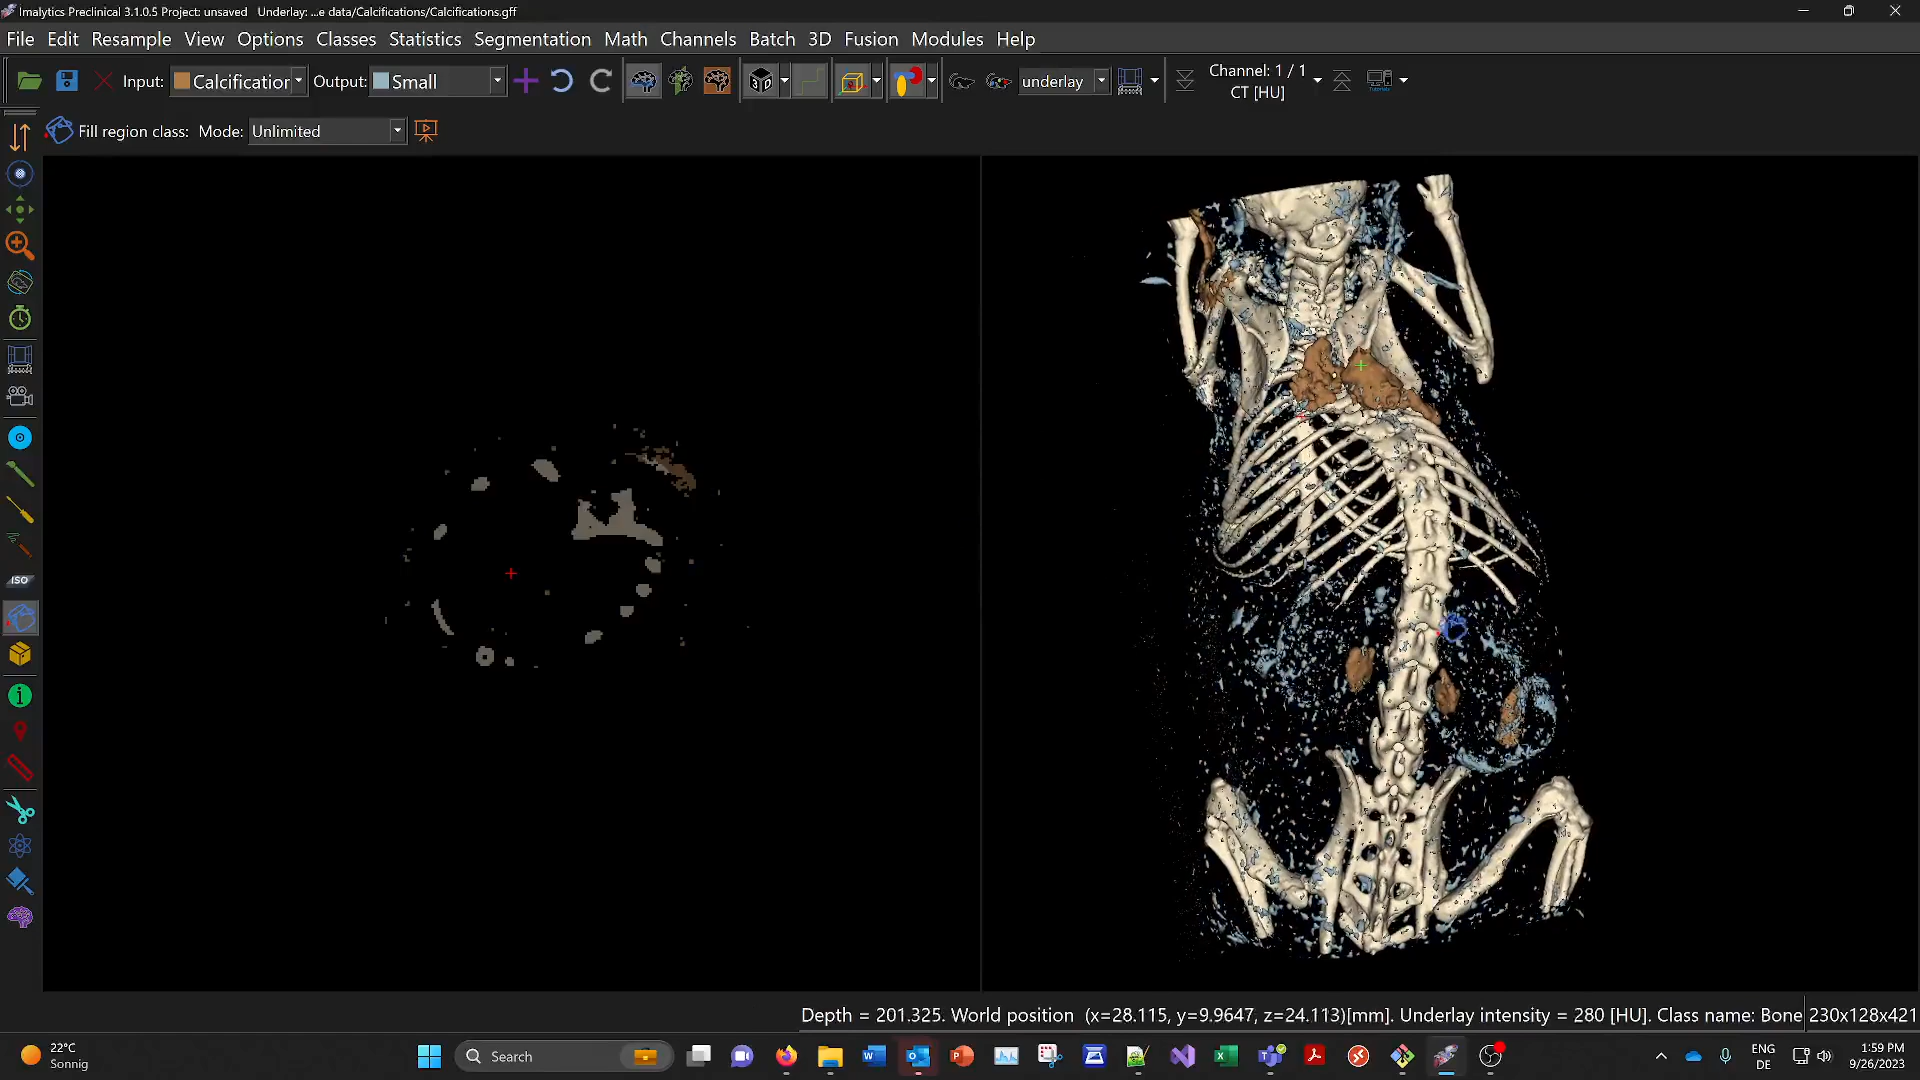 Imalytics Preclinical 3.1.0.5 Project: unsaved   Underlay: ...e data/Calcifications/Calcifications.gff
File Edit Resample View Options Classes Statistics Segmentation Math Channels Batch 3D Fusion Modules Help
Input: Calcification Output: Small 3D underlay Channel: 1 / 1
CT [HU]
Fill region class: Mode: Unlimited
ISO
Depth = 201.325. World position (x=28.115, y=9.9647, z=24.113)[mm]. Underlay intensity = 280 [HU]. Class name: Bone 230x128x421
22°C
Sonnig
Search
ENG
DE
1:59 PM
9/26/2023